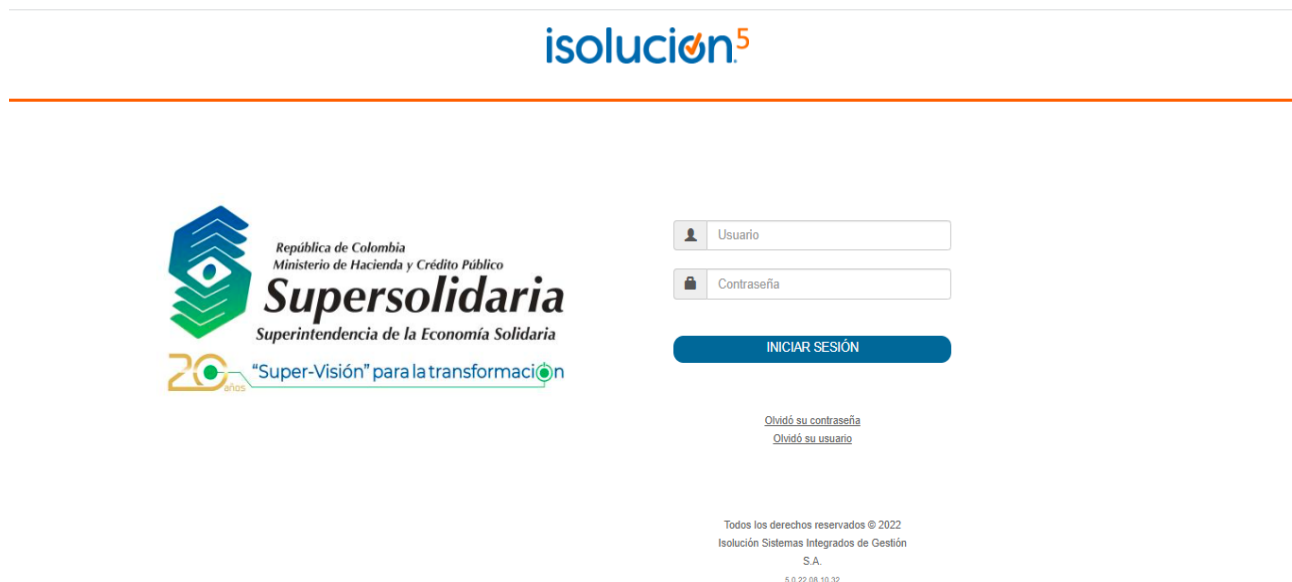 isolución.5
República de Colombia
Ministerio de Hacienda y Crédito Público
Supersolidaria
Superintendencia de la Economía Solidaria
20 años "Super-Visión" para la transformación
Usuario
Contraseña
INICIAR SESIÓN
Olvidó su contraseña
Olvidó su usuario
Todos los derechos reservados © 2022
Isolución Sistemas Integrados de Gestión
S.A.
5.0.22.08.10.32